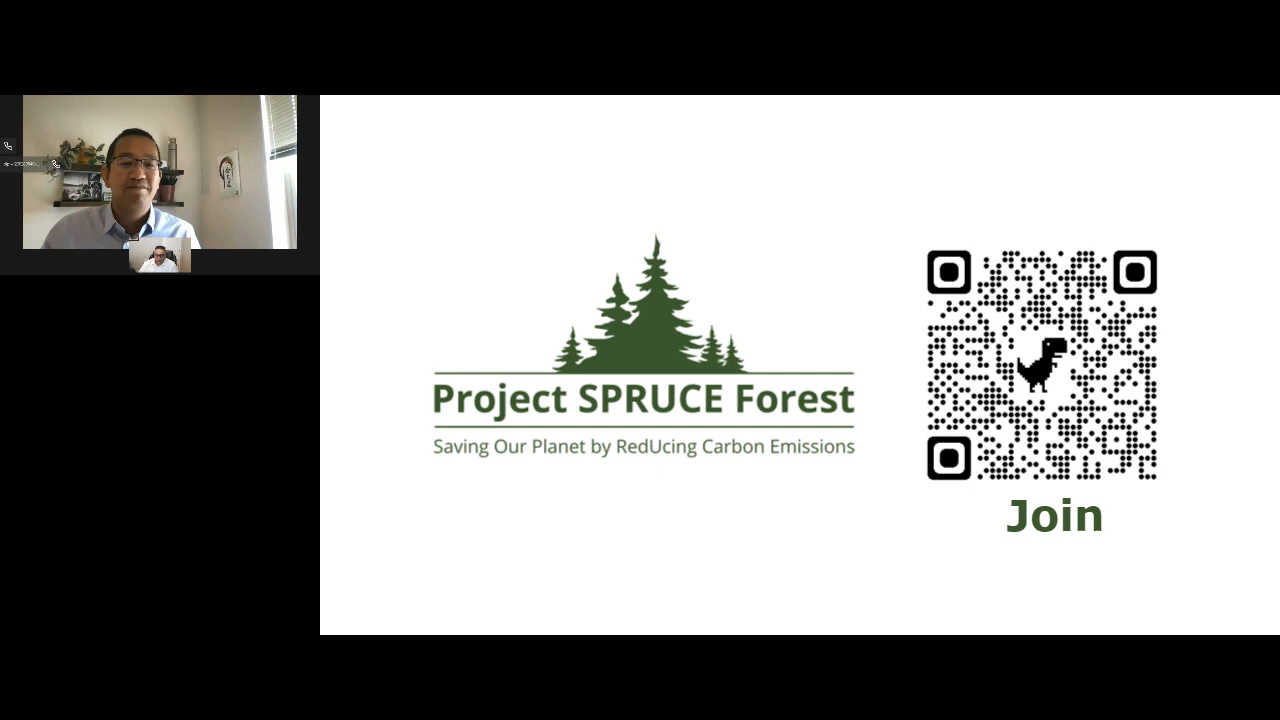 Project SPRUCE Forest
Saving Our Planet by RedUcing Carbon Emissions
Join